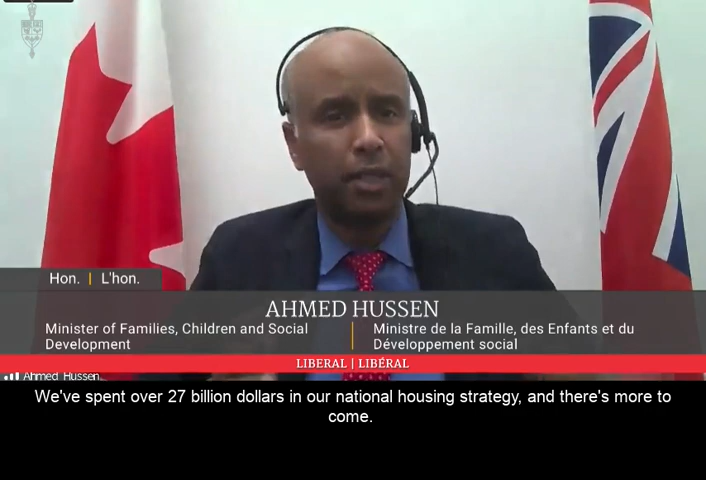 Hon. | L'hon.
AHMED HUSSEN
Minister of Families, Children and Social
Development
Ministre de la Famille, des Enfants et du
Développement social
LIBERAL | LIBÉRAL
Ahmed Hussen
We've spent over 27 billion dollars in our national housing strategy, and there's more to
come.